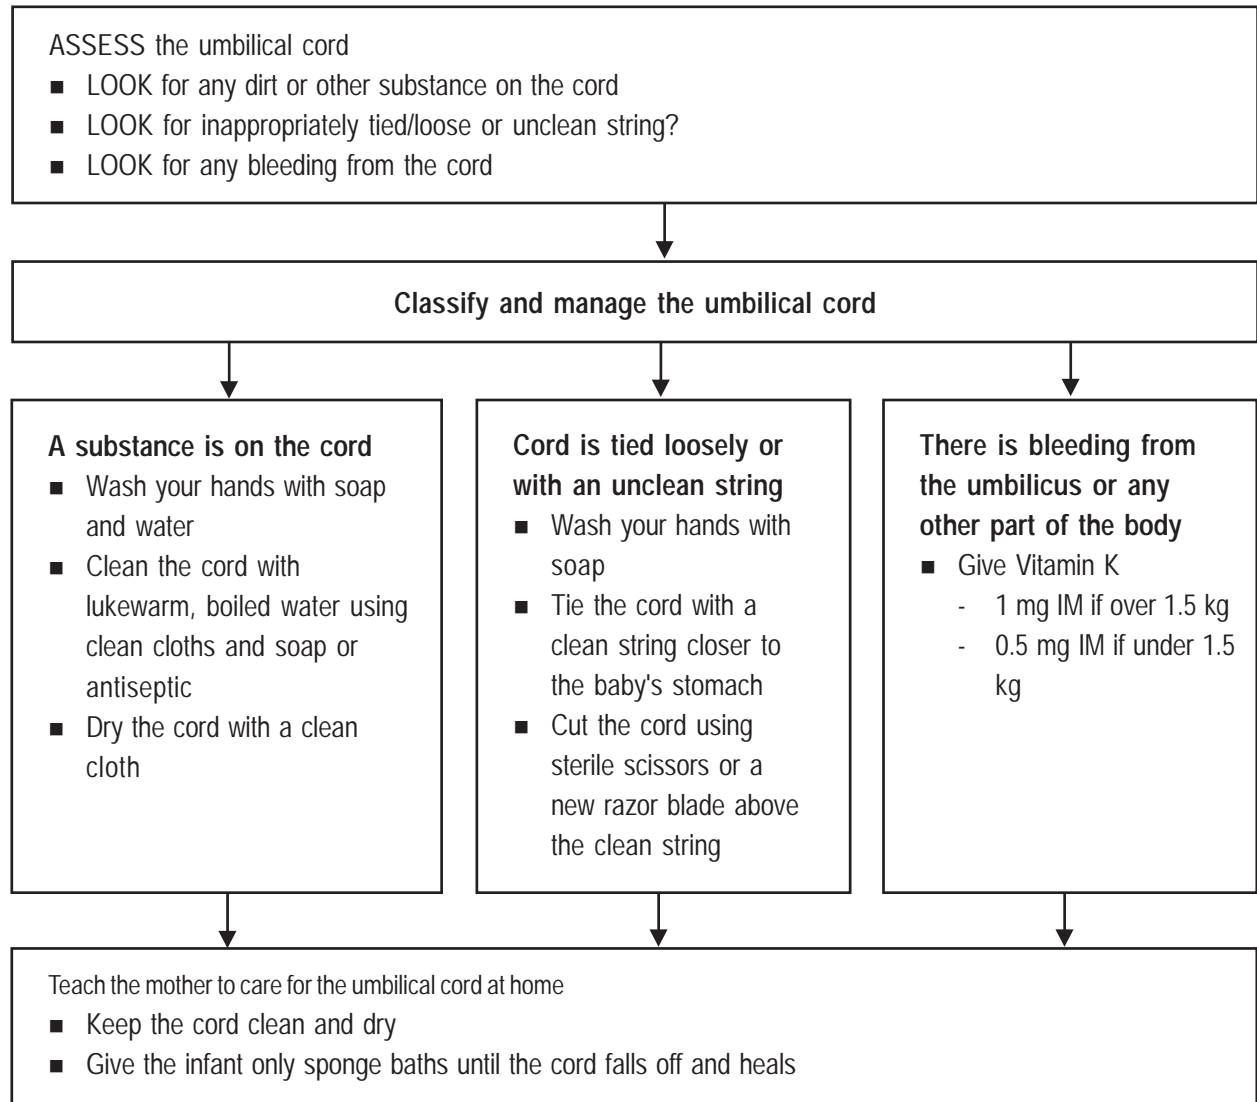 ASSESS the umbilical cord
■ LOOK for any dirt or other substance on the cord
■ LOOK for inappropriately tied/loose or unclean string?
■ LOOK for any bleeding from the cord
Classify and manage the umbilical cord
A substance is on the cord
■ Wash your hands with soap
and water
■ Clean the cord with
lukewarm, boiled water using
clean cloths and soap or
antiseptic
■ Dry the cord with a clean
cloth
Cord is tied loosely or
with an unclean string
■ Wash your hands with
soap
■ Tie the cord with a
clean string closer to
the baby's stomach
■ Cut the cord using
sterile scissors or a
new razor blade above
the clean string
There is bleeding from
the umbilicus or any
other part of the body
■ Give Vitamin K
- 1 mg IM if over 1.5 kg
- 0.5 mg IM if under 1.5
kg
Teach the mother to care for the umbilical cord at home
■ Keep the cord clean and dry
■ Give the infant only sponge baths until the cord falls off and heals